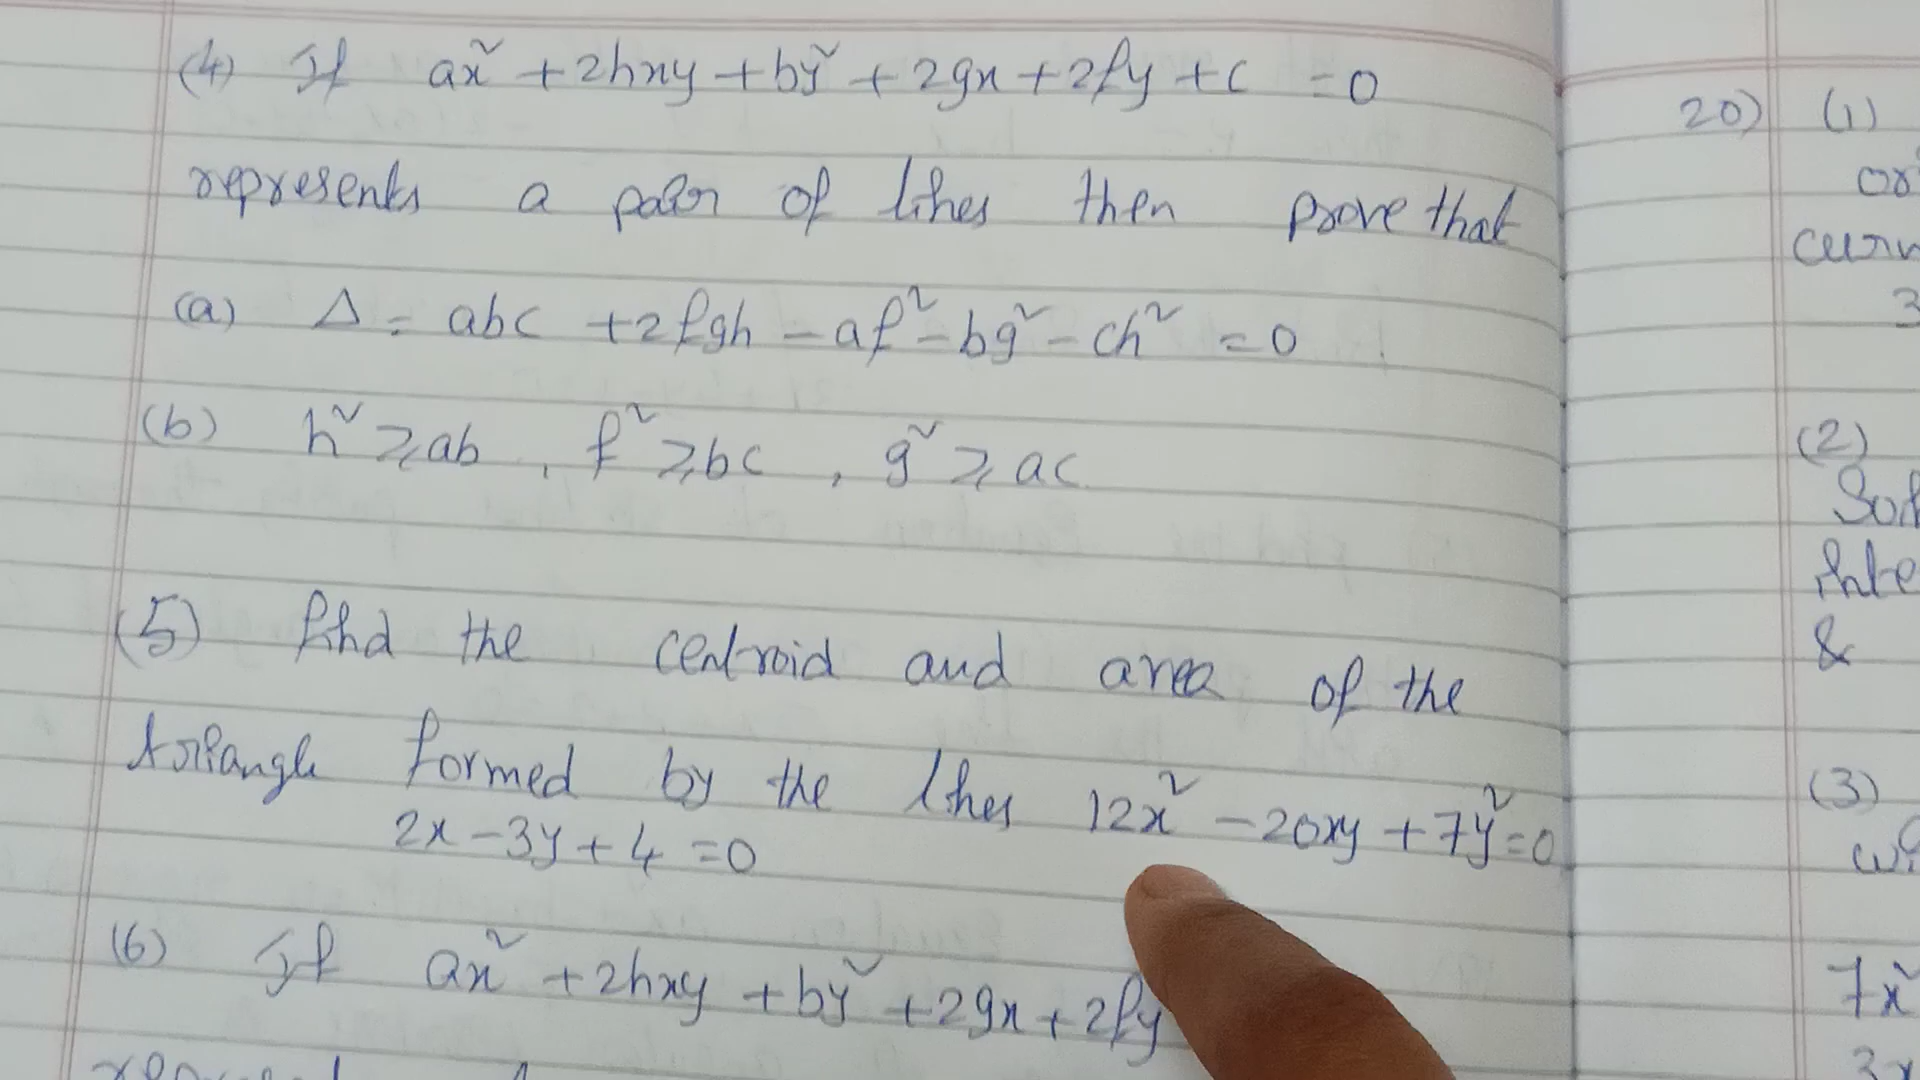 (4) If ax² + 2hxy + by² + 2gx + 2fy + c = 0
represents a pair of lines then prove that
(a) Δ = abc + 2fgh - af² - bg² - ch² = 0
(b) h² ≥ ab, f² ≥ bc, g² ≥ ac
(5) find the centroid and area of the
triangle formed by the lines 12x² - 20xy + 7y² = 0
2x - 3y + 4 = 0
(6) If ax² + 2hxy + by² + 2gx + 2fy
20) (1)
(2)
&
(3)
7x²